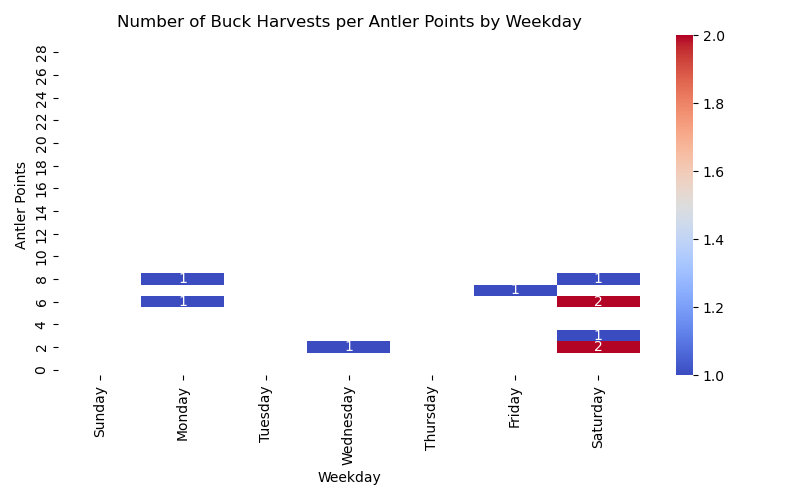 Number of Buck Harvests per Antler Points by Weekday
Antler Points
28
26
24
22
20
18
16
14
12
10
8
6
4
2
0
1
1
1
1
1
2
1
2
Sunday
Monday
Tuesday
Wednesday
Thursday
Friday
Saturday
Weekday
2.0
1.8
1.6
1.4
1.2
1.0